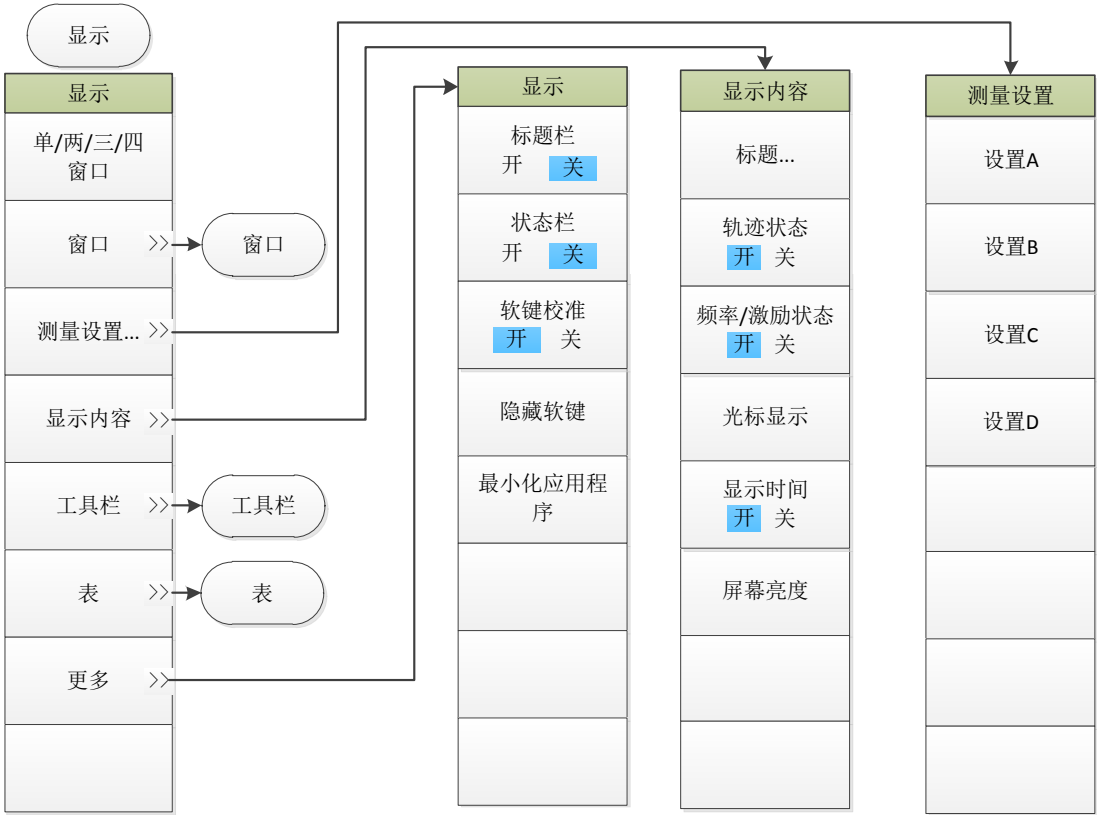 显示
显示
单/两/三/四
窗口
窗口 >>
窗口
测量设置... >>
显示内容 >>
工具栏 >>
工具栏
表 >>
表
更多 >>
显示
标题栏
开 关
状态栏
开 关
软键校准
开 关
隐藏软键
最小化应用程
序
显示内容
标题...
轨迹状态
开 关
频率/激励状态
开 关
光标显示
显示时间
开 关
屏幕亮度
测量设置
设置A
设置B
设置C
设置D